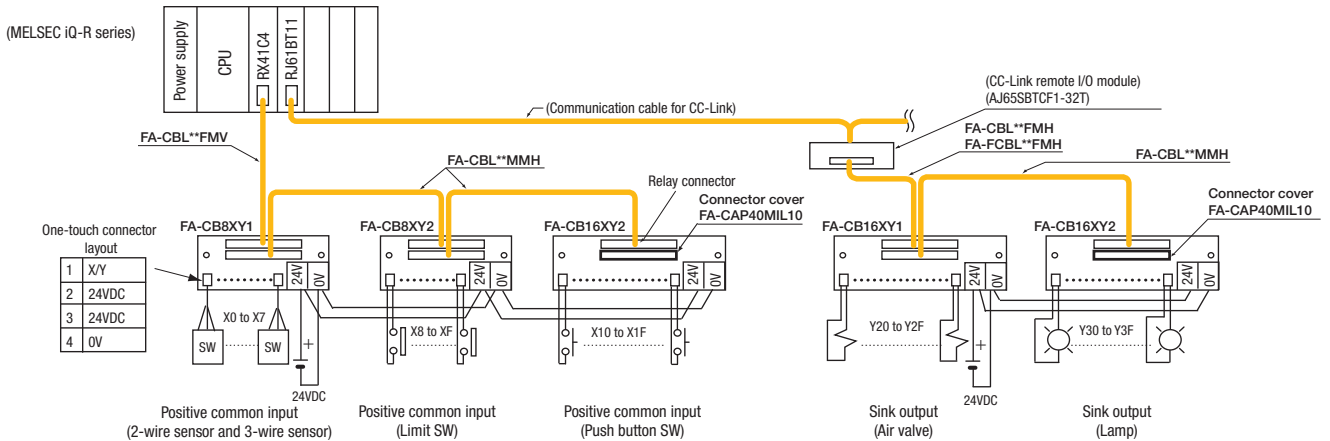 (MELSEC iQ-R series)
Power supply
CPU
RX41C4
RJ61BT11
(Communication cable for CC-Link)
(CC-Link remote I/O module)
(AJ65SBTCF1-32T)
FA-CBL**FMV
FA-CBL**MMH
FA-CBL**FMH
FA-FCBL**FMH
FA-CBL**MMH
Relay connector
Connector cover
FA-CAP40MIL10
Connector cover
FA-CAP40MIL10
One-touch connector
layout
1 X/Y
2 24VDC
3 24VDC
4 0V
FA-CB8XY1
24V
0V
X0 to X7
SW
SW
+
24VDC
Positive common input
(2-wire sensor and 3-wire sensor)
FA-CB8XY2
24V
0V
X8 to XF
Positive common input
(Limit SW)
FA-CB16XY2
24V
0V
X10 to X1F
Positive common input
(Push button SW)
FA-CB16XY1
24V
0V
Y20 to Y2F
+
24VDC
Sink output
(Air valve)
FA-CB16XY2
24V
0V
Y30 to Y3F
Sink output
(Lamp)